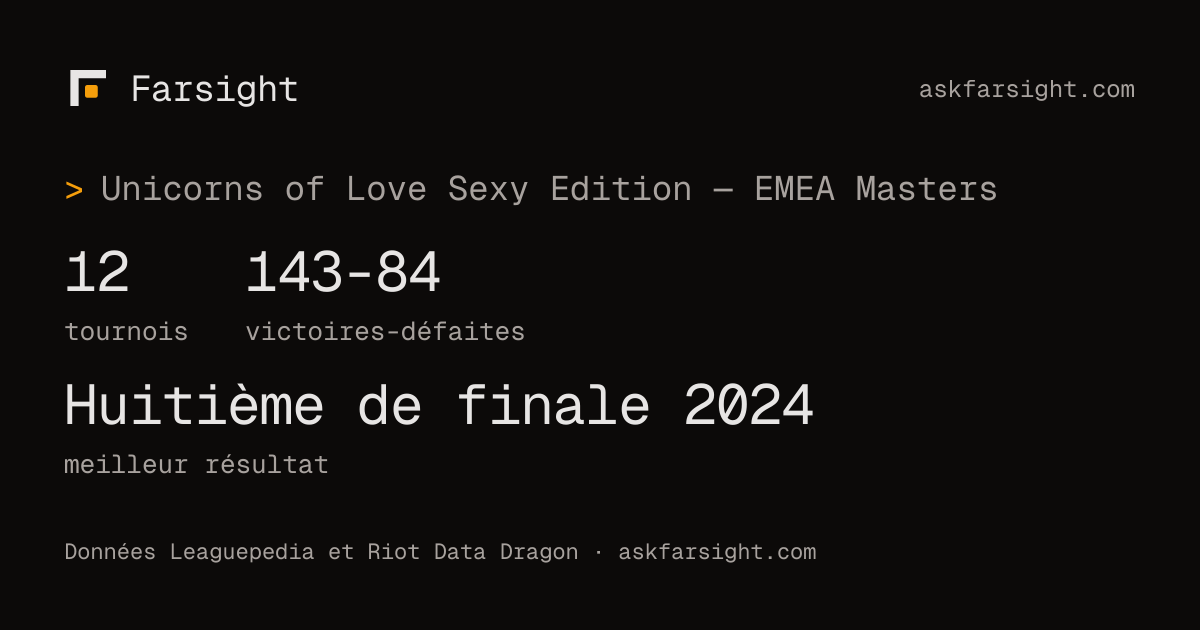 Farsight
askfarsight.com
> Unicorns of Love Sexy Edition — EMEA Masters
12 143-84
tournois victoires-défaites
Huitième de finale 2024
meilleur résultat
Données Leaguepedia et Riot Data Dragon · askfarsight.com